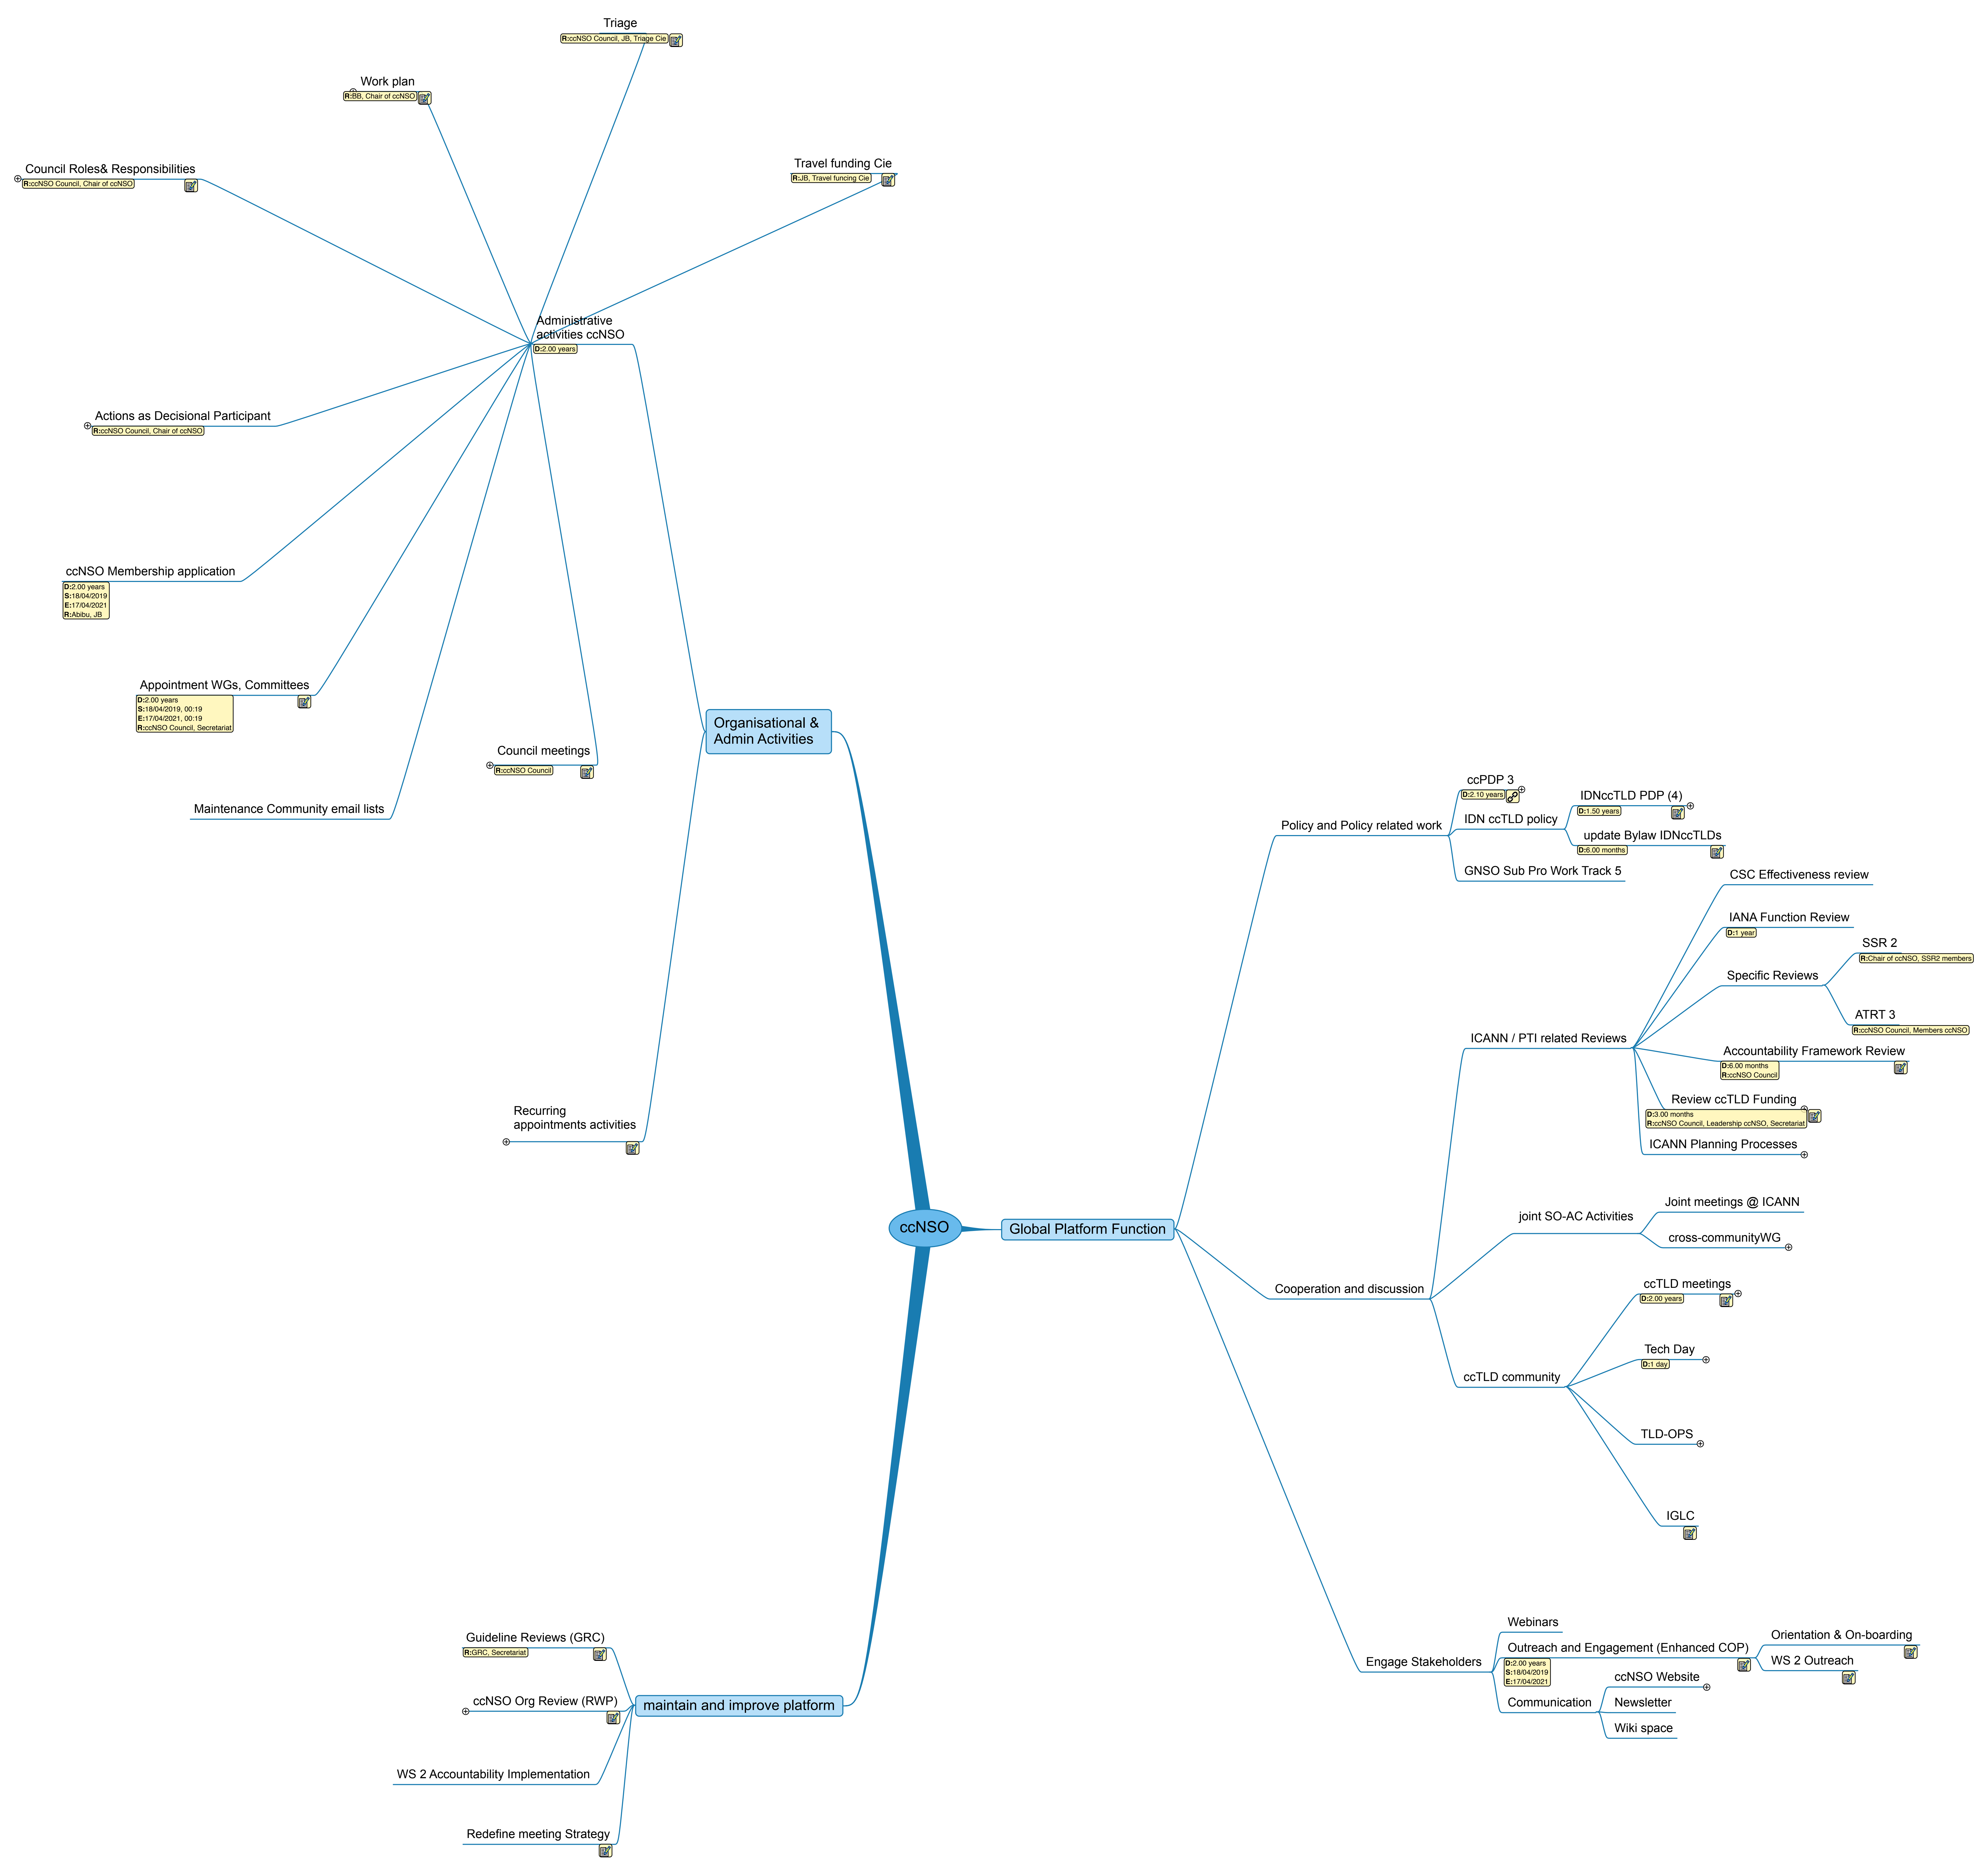 Triage
R:ccNSO Council, JB, Triage Cie
Work plan
R:BB, Chair of ccNSO
Council Roles& Responsibilities
R:ccNSO Council, Chair of ccNSO
Travel funding Cie
R:JB, Travel funcing Cie
Administrative
activities ccNSO
D:2.00 years
Actions as Decisional Participant
R:ccNSO Council, Chair of ccNSO
ccNSO Membership application
D:2.00 years
S:18/04/2019
E:17/04/2021
R:Abibu, JB
Appointment WGs, Committees
D:2.00 years
S:18/04/2019, 00:19
E:17/04/2021, 00:19
R:ccNSO Council, Secretariat
Council meetings
R:ccNSO Council
Maintenance Community email lists
Organisational &
Admin Activities
Recurring
appointments activities
ccNSO
Global Platform Function
Policy and Policy related work
ccPDP 3
D:2.10 years
IDN ccTLD policy
IDNccTLD PDP (4)
D:1.50 years
update Bylaw IDNccTLDs
D:6.00 months
GNSO Sub Pro Work Track 5
Cooperation and discussion
ICANN / PTI related Reviews
CSC Effectiveness review
IANA Function Review
D:1 year
Specific Reviews
SSR 2
R:Chair of ccNSO, SSR2 members
ATRT 3
R:ccNSO Council, Members ccNSO
Accountability Framework Review
D:6.00 months
R:ccNSO Council
Review ccTLD Funding
D:3.00 months
R:ccNSO Council, Leadership ccNSO, Secretariat
ICANN Planning Processes
joint SO-AC Activities
Joint meetings @ ICANN
cross-communityWG
ccTLD community
ccTLD meetings
D:2.00 years
Tech Day
D:1 day
TLD-OPS
IGLC
Engage Stakeholders
Webinars
Outreach and Engagement (Enhanced COP)
D:2.00 years
S:18/04/2019
E:17/04/2021
Orientation & On-boarding
WS 2 Outreach
Communication
ccNSO Website
Newsletter
Wiki space
maintain and improve platform
Guideline Reviews (GRC)
R:GRC, Secretariat
ccNSO Org Review (RWP)
WS 2 Accountability Implementation
Redefine meeting Strategy